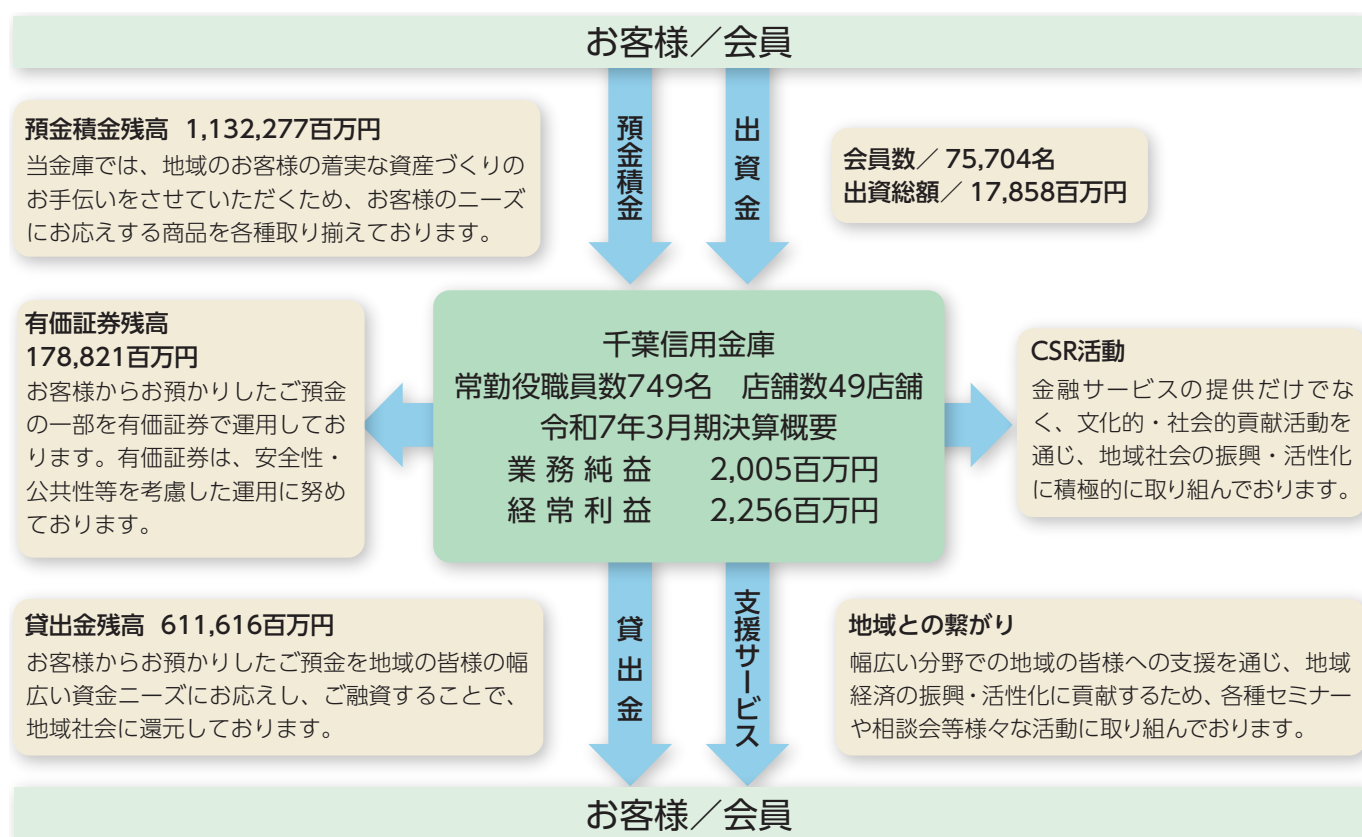 お客様／会員
預金積金残高 1,132,277百万円
当金庫では、地域のお客様の着実な資産づくりの
お手伝いをさせていただくため、お客様のニーズ
にお応えする商品を各種取り揃えております。
預金積金
出資金
会員数／ 75,704名
出資総額／ 17,858百万円
有価証券残高
178,821百万円
お客様からお預かりしたご預金
の一部を有価証券で運用してお
ります。有価証券は、安全性・
公共性等を考慮した運用に努め
ております。
千葉信用金庫
常勤役職員数749名 店舗数49店舗
令和7年3月期決算概要
業務純益 2,005百万円
経常利益 2,256百万円
CSR活動
金融サービスの提供だけでな
く、文化的・社会的貢献活動を
通じ、地域社会の振興・活性化
に積極的に取り組んでおります。
貸出金残高 611,616百万円
お客様からお預かりしたご預金を地域の皆様の幅
広い資金ニーズにお応えし、ご融資することで、
地域社会に還元しております。
貸出金
支援サービス
地域との繋がり
幅広い分野での地域の皆様への支援を通じ、地域
経済の振興・活性化に貢献するため、各種セミナー
や相談会等様々な活動に取り組んでおります。
お客様／会員